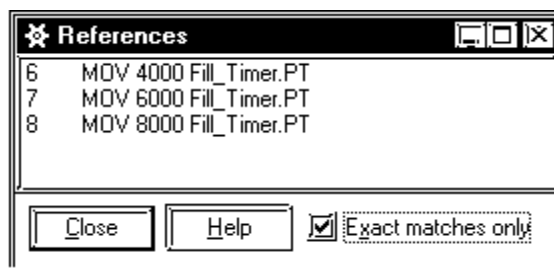 References
6 MOV 4000 Fill_Timer.PT
7 MOV 6000 Fill_Timer.PT
8 MOV 8000 Fill_Timer.PT
Close Help Exact matches only